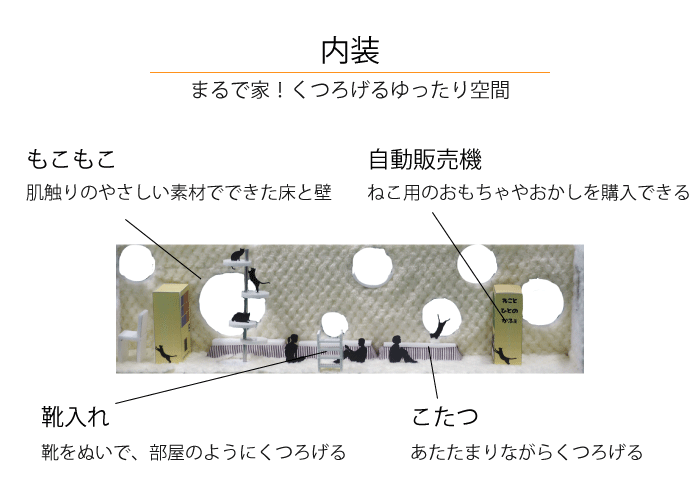 内装
まるで家！くつろげるゆったり空間
もこもこ
肌触りのやさしい素材でできた床と壁
自動販売機
ねこ用のおもちゃやおかしを購入できる
ねこと
ひとの
かふぇ
靴入れ
靴をぬいで、部屋のようにくつろげる
こたつ
あたたまりながらくつろげる